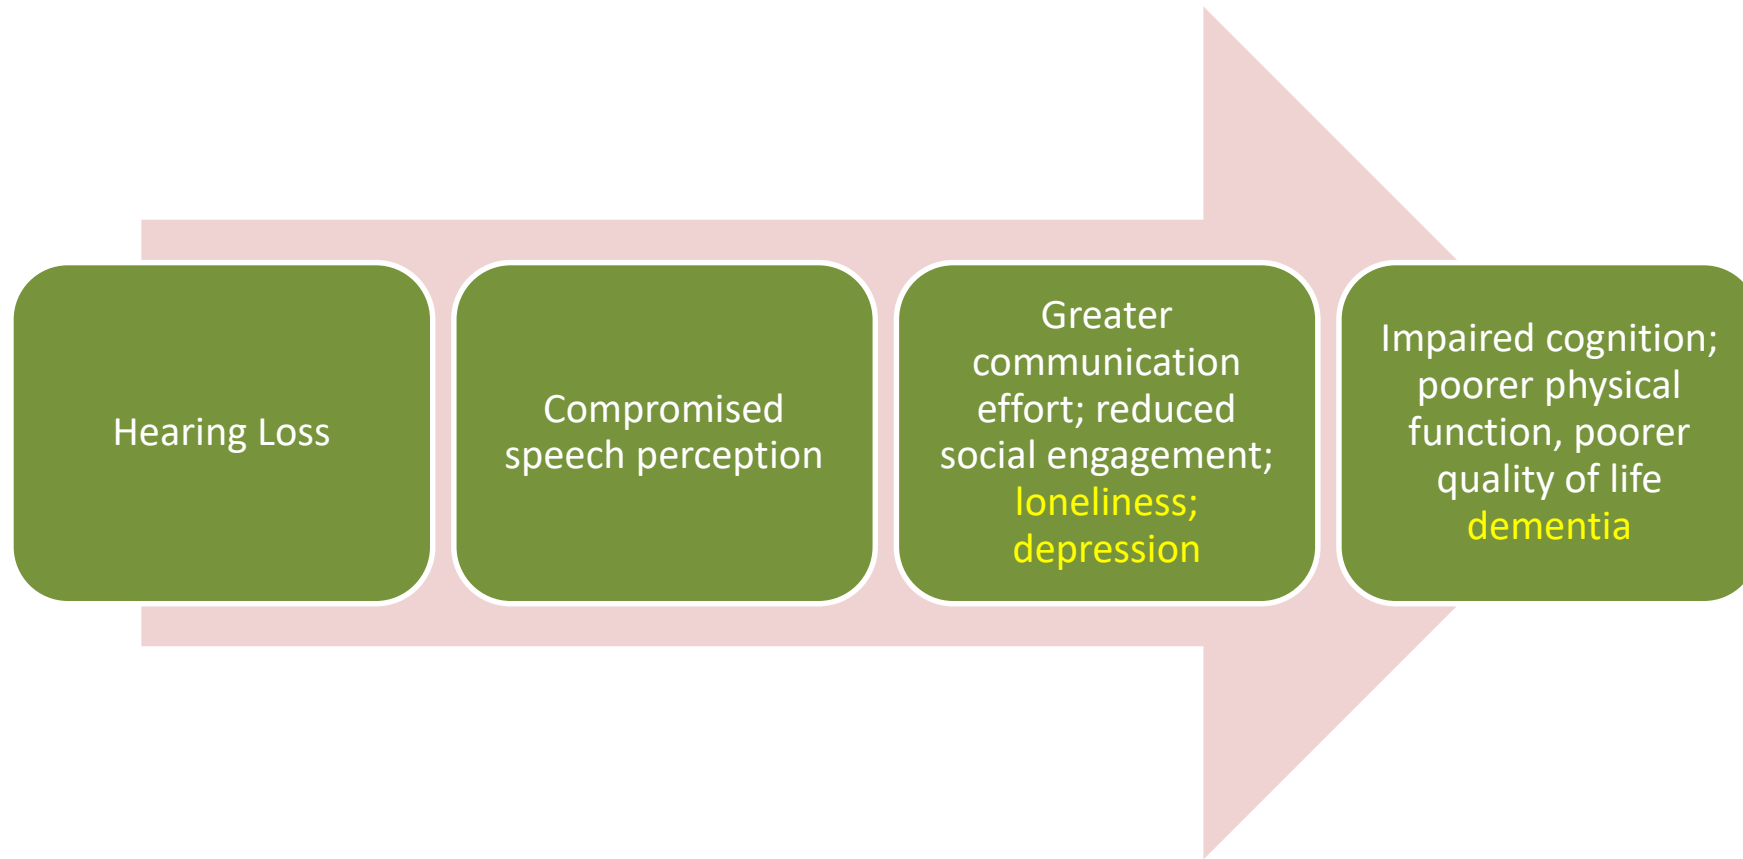 Hearing Loss
Compromised
speech perception
Greater
communication
effort; reduced
social engagement;
loneliness;
depression
Impaired cognition;
poorer physical
function, poorer
quality of life
dementia